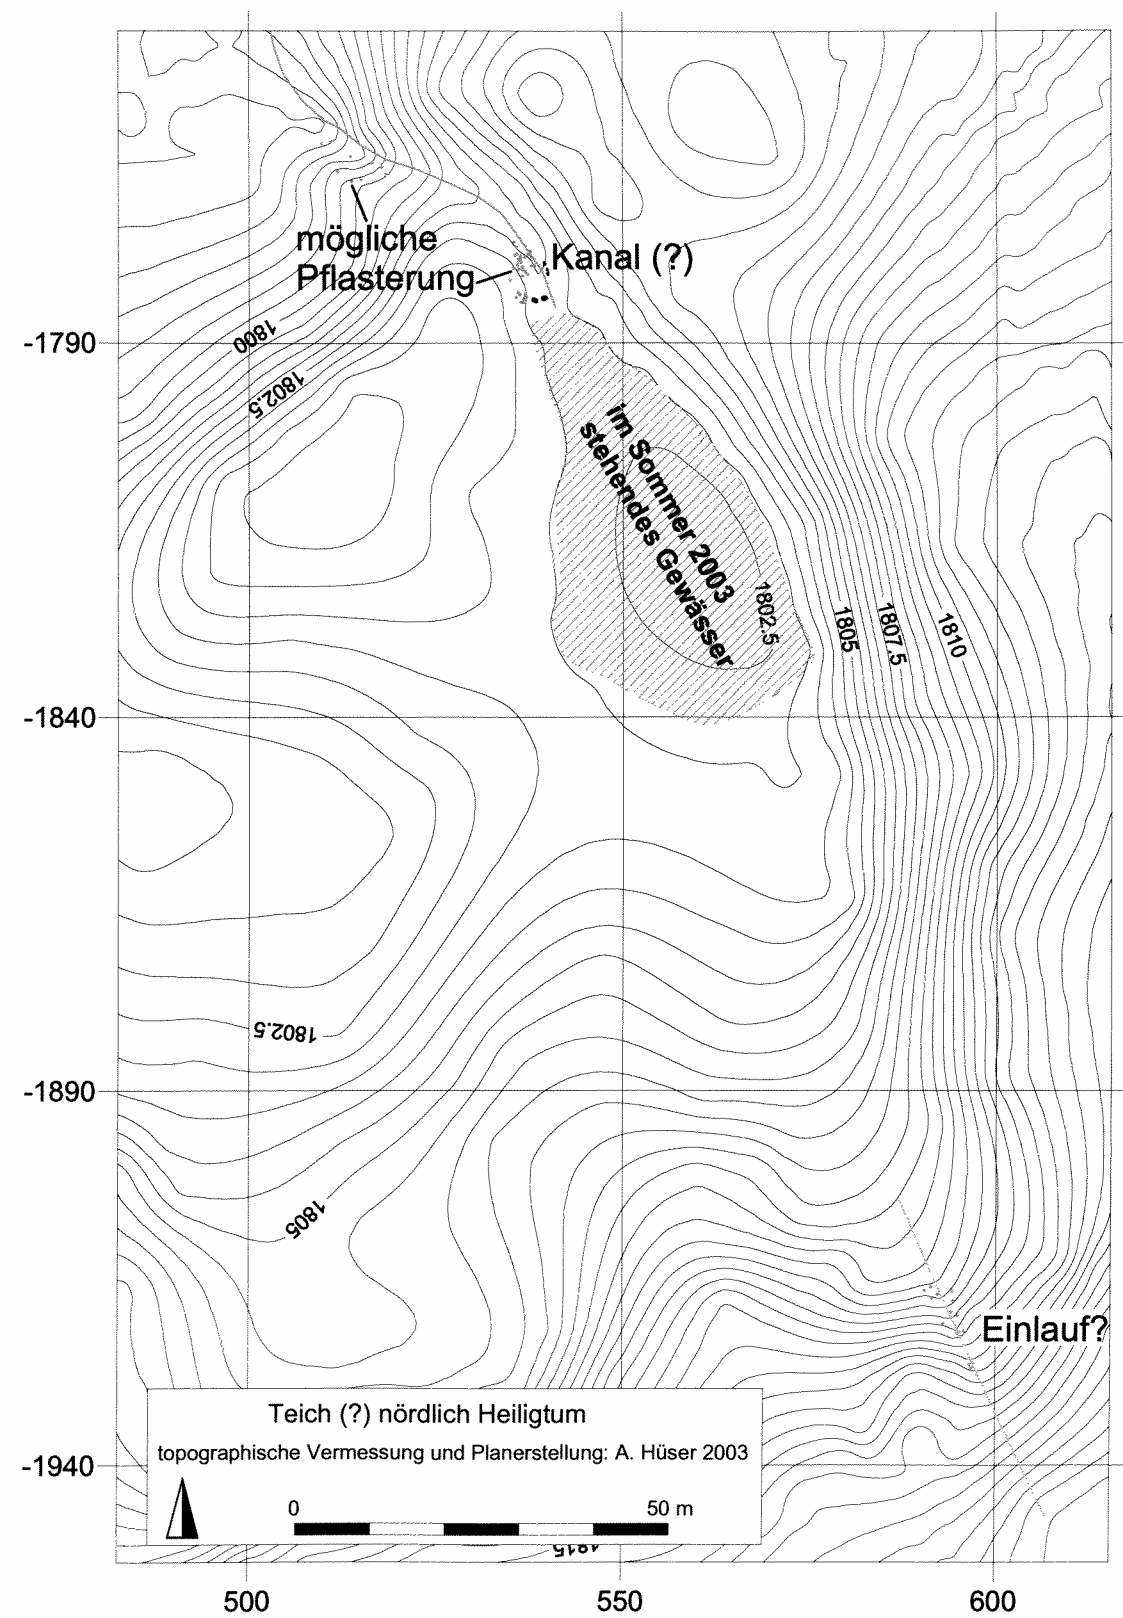 mögliche
Pflasterung
Kanal (?)
-1790
1800
1802.5
im Sommer 2003
stehendes Gewässer
1802.5
1805
1807.5
1810
-1840
1802.5
-1890
1805
Einlauf?
Teich (?) nördlich Heiligtum
topographische Vermessung und Planerstellung: A. Hüser 2003
0 50 m
-1940
1815
500 550 600